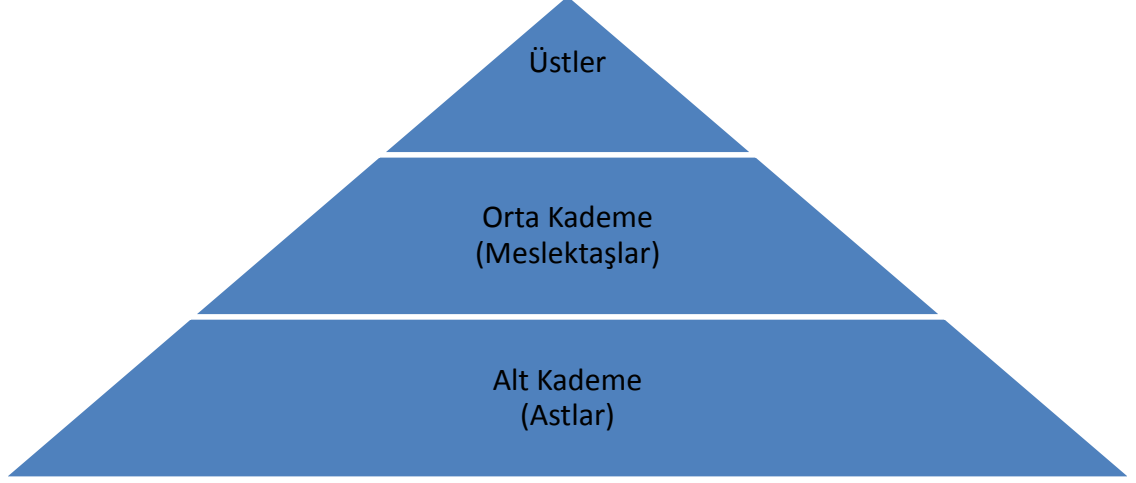 Üstler
Orta Kademe
(Meslektaşlar)
Alt Kademe
(Astlar)